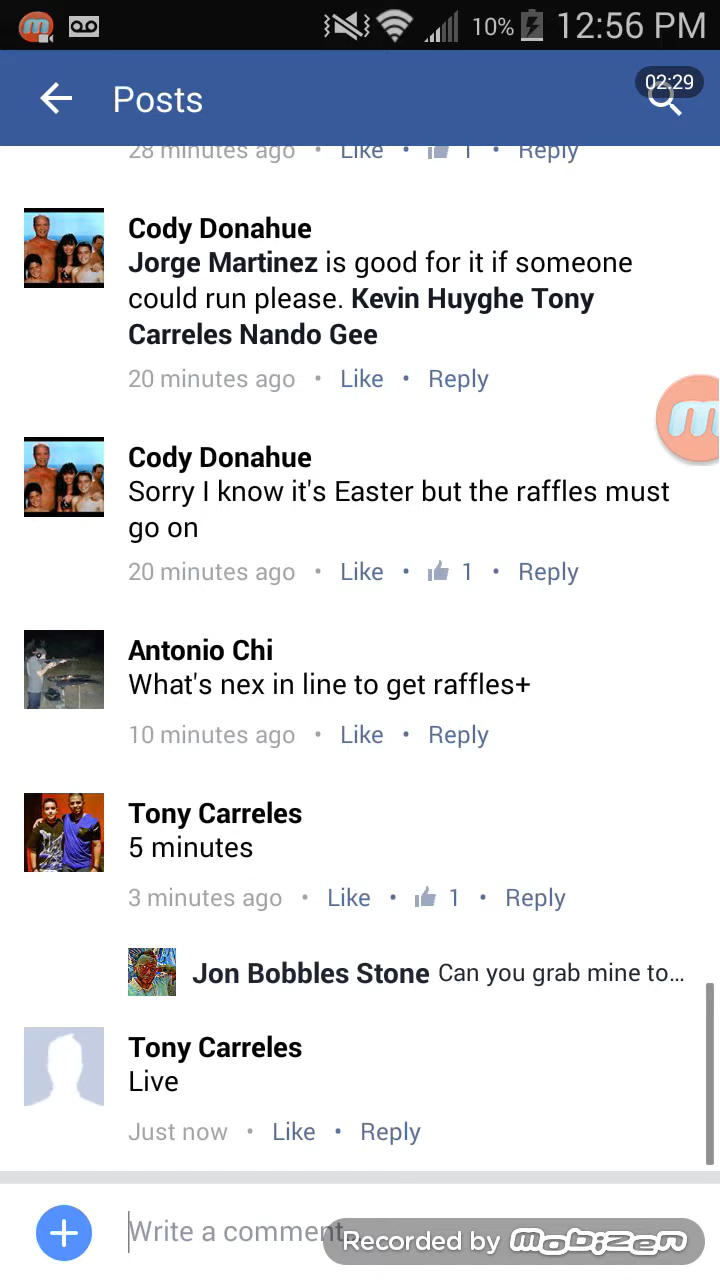 10% 12:56 PM
Posts
02:29
28 minutes ago • Like • 1 • Reply
Cody Donahue
Jorge Martinez is good for it if someone
could run please. Kevin Huyghe Tony
Carreles Nando Gee
20 minutes ago • Like • Reply
Cody Donahue
Sorry I know it's Easter but the raffles must
go on
20 minutes ago • Like • 1 • Reply
Antonio Chi
What's nex in line to get raffles+
10 minutes ago • Like • Reply
Tony Carreles
5 minutes
3 minutes ago • Like • 1 • Reply
Jon Bobbles Stone Can you grab mine to...
Tony Carreles
Live
Just now • Like • Reply
Write a comment
Recorded by mobizen